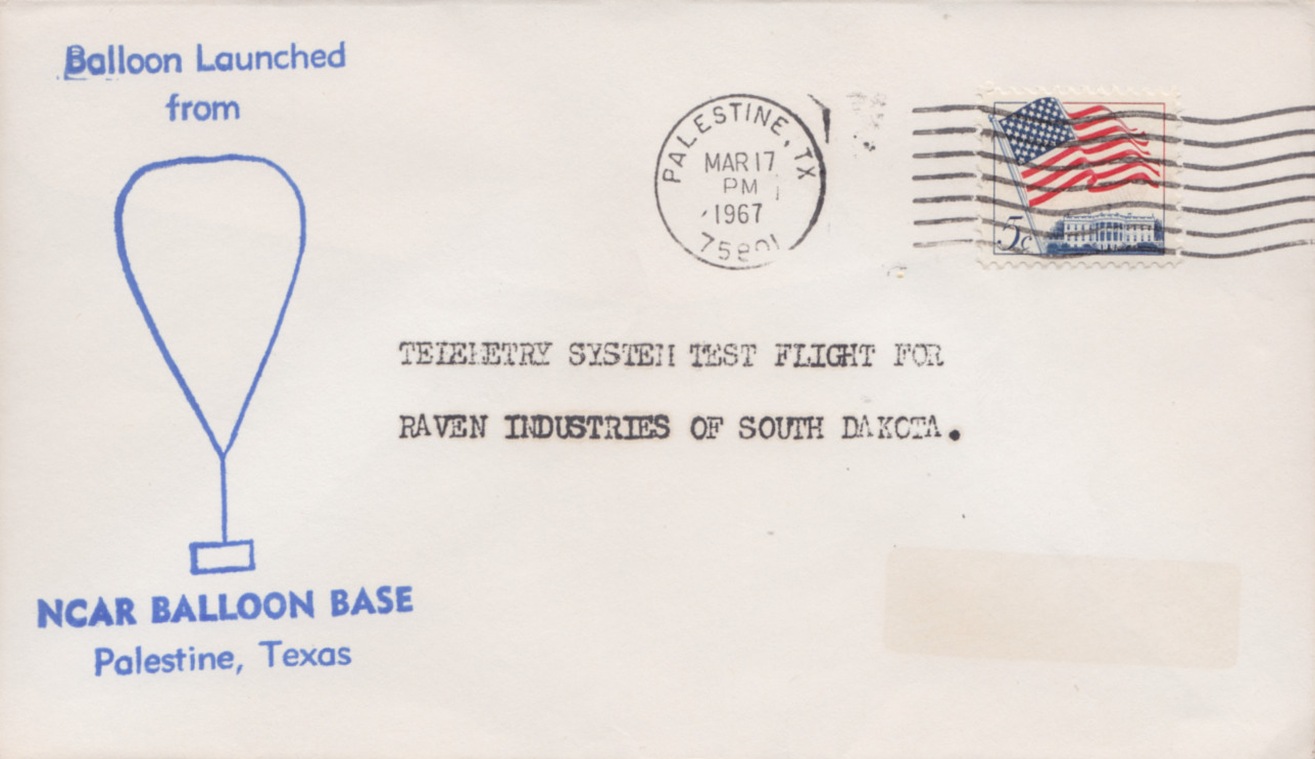 Balloon Launched
from
NCAR BALLOON BASE
Palestine, Texas
PALESTINE, TX
MAR 17
PM
1967
75801
5c
TELEMETRY SYSTEM TEST FLIGHT FOR
RAVEN INDUSTRIES OF SOUTH DAKOTA.